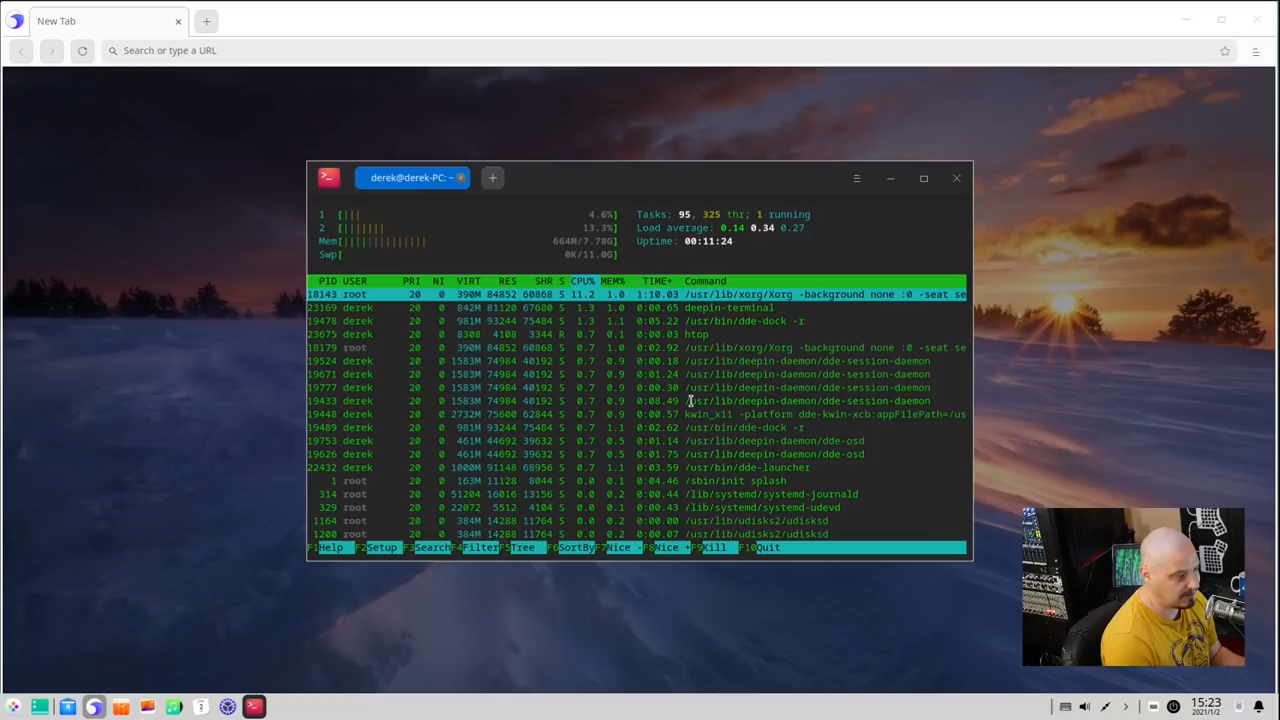 New Tab
Search or type a URL
derek@derek-PC: ~
1 [||| 4.6%]
2 [||||||| 13.3%]
Mem[||||||||||||||| 664M/7.78G]
Swp[ 0K/11.0G]
Tasks: 95, 325 thr; 1 running
Load average: 0.14 0.34 0.27
Uptime: 00:11:24
PID USER PRI NI VIRT RES SHR S CPU% MEM% TIME+ Command
18143 root 20 0 390M 84852 60868 S 11.2 1.0 1:10.03 /usr/lib/xorg/Xorg -background none :0 -seat se
23169 derek 20 0 842M 81120 67680 S 1.3 1.0 0:00.65 deepin-terminal
19478 derek 20 0 981M 93244 75484 S 1.3 1.1 0:05.22 /usr/bin/dde-dock -r
23675 derek 20 0 8308 4108 3344 R 0.7 0.1 0:00.03 htop
18179 root 20 0 390M 84852 60868 S 0.7 1.0 0:02.92 /usr/lib/xorg/Xorg -background none :0 -seat se
19524 derek 20 0 1583M 74984 40192 S 0.7 0.9 0:00.18 /usr/lib/deepin-daemon/dde-session-daemon
19671 derek 20 0 1583M 74984 40192 S 0.7 0.9 0:01.24 /usr/lib/deepin-daemon/dde-session-daemon
19777 derek 20 0 1583M 74984 40192 S 0.7 0.9 0:00.30 /usr/lib/deepin-daemon/dde-session-daemon
19433 derek 20 0 1583M 74984 40192 S 0.7 0.9 0:08.49 /usr/lib/deepin-daemon/dde-session-daemon
19448 derek 20 0 2732M 75600 62844 S 0.7 0.9 0:00.57 kwin_x11 -platform dde-kwin-xcb:appFilePath=/us
19489 derek 20 0 981M 93244 75484 S 0.7 1.1 0:02.62 /usr/bin/dde-dock -r
19753 derek 20 0 461M 44692 39632 S 0.7 0.5 0:01.14 /usr/lib/deepin-daemon/dde-osd
19626 derek 20 0 461M 44692 39632 S 0.7 0.5 0:01.75 /usr/lib/deepin-daemon/dde-osd
22432 derek 20 0 1000M 91148 68956 S 0.7 1.1 0:03.59 /usr/bin/dde-launcher
1 root 20 0 163M 11128 8044 S 0.0 0.1 0:04.46 /sbin/init splash
314 root 20 0 51204 16016 13156 S 0.0 0.2 0:00.44 /lib/systemd/systemd-journald
329 root 20 0 22072 5512 4104 S 0.0 0.1 0:00.43 /lib/systemd/systemd-udevd
1164 root 20 0 384M 14288 11764 S 0.0 0.2 0:00.00 /usr/lib/udisks2/udisksd
1200 root 20 0 384M 14288 11764 S 0.0 0.2 0:00.07 /usr/lib/udisks2/udisksd
F1Help F2Setup F3SearchF4FilterF5Tree F6SortByF7Nice -F8Nice +F9Kill F10Quit
15:23
2021/1/2